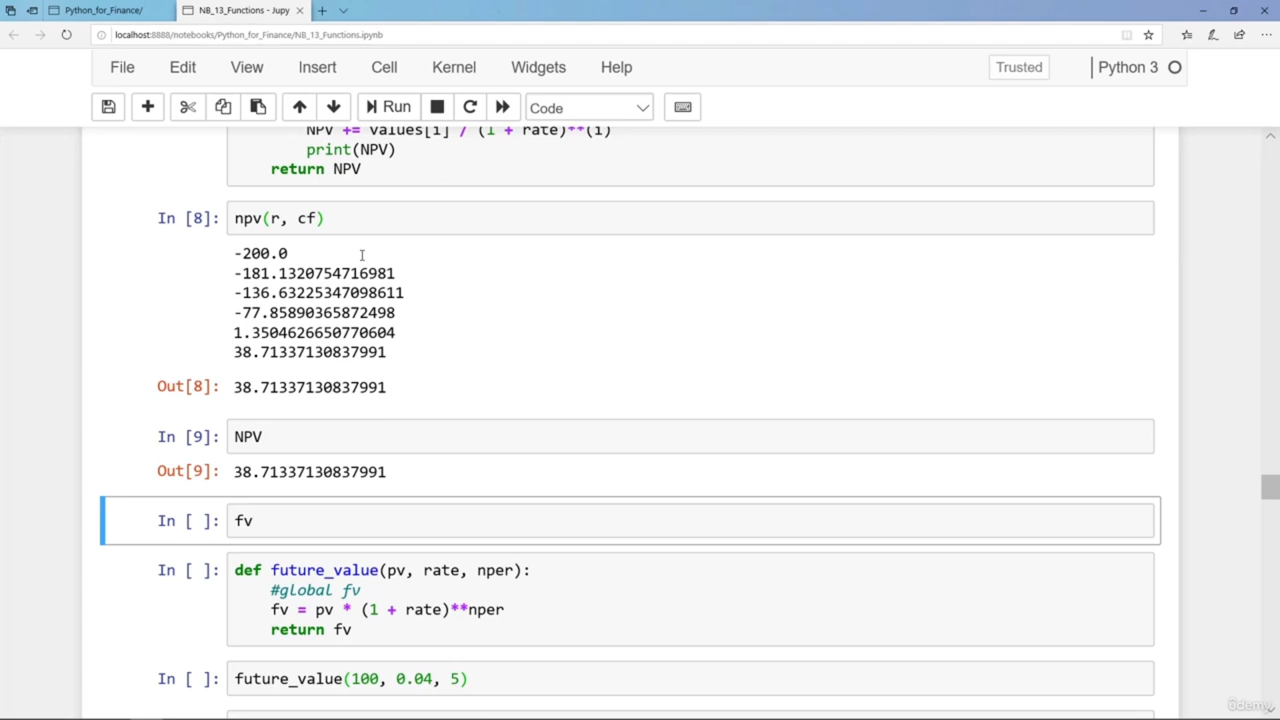 Python_for_Finance/
NB_13_Functions - Jupy
localhost:8888/notebooks/Python_for_Finance/NB_13_Functions.ipynb
File Edit View Insert Cell Kernel Widgets Help Trusted Python 3
Run Code
NPV += values[i] / (1 + rate)**(i)
print(NPV)
return NPV
In [8]: npv(r, cf)
-200.0
-181.1320754716981
-136.63225347098611
-77.85890365872498
1.3504626650770604
38.71337130837991
Out[8]: 38.71337130837991
In [9]: NPV
Out[9]: 38.71337130837991
In [ ]: fv
In [ ]: def future_value(pv, rate, nper):
#global fv
fv = pv * (1 + rate)**nper
return fv
In [ ]: future_value(100, 0.04, 5)
Udemy